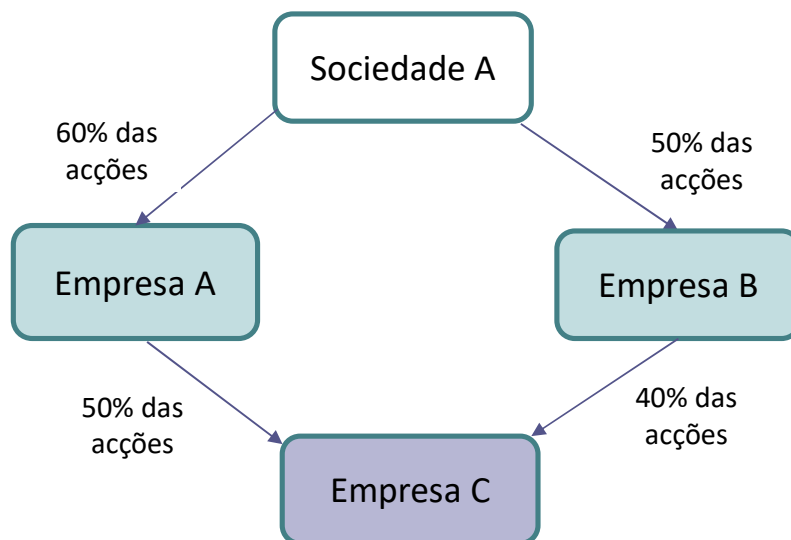 Sociedade A
60% das
acções
50% das
acções
Empresa A
Empresa B
50% das
acções
40% das
acções
Empresa C